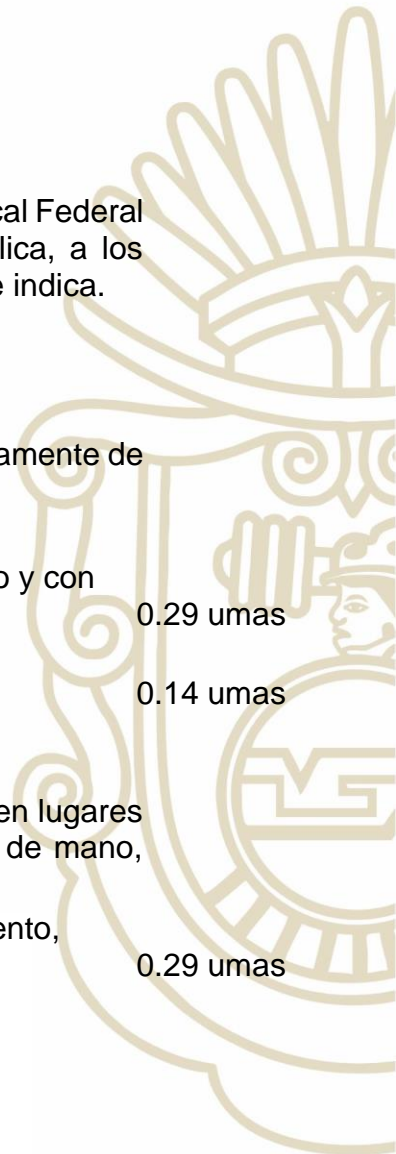 cal Federal
lica, a los
e indica.
amente de
o y con
0.29 umas
0.14 umas
en lugares
de mano,
ento,
0.29 umas